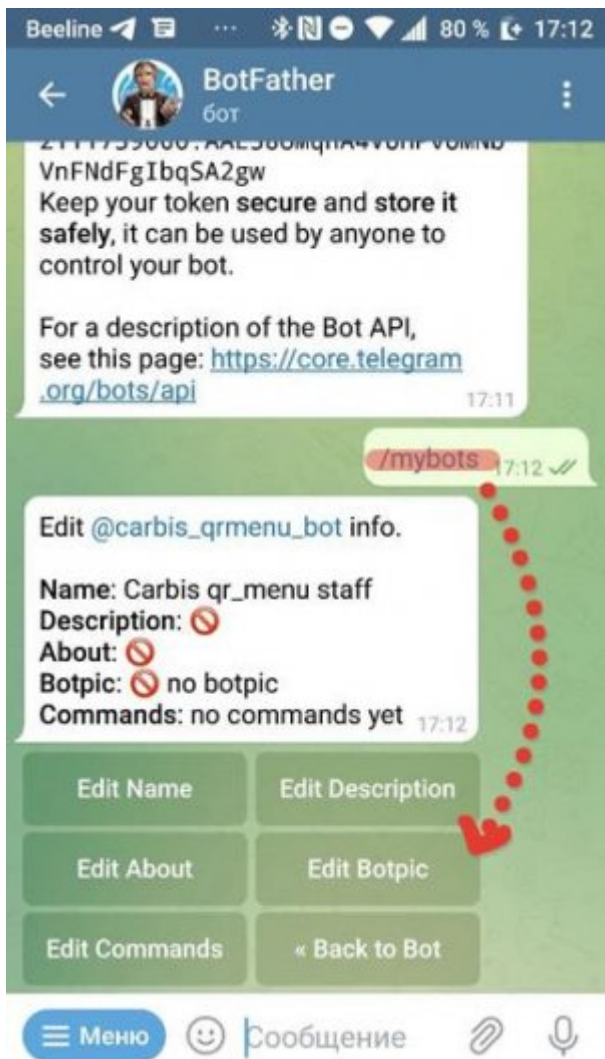 Beeline ... 80 % 17:12
BotFather
бот
VnFNdFgIbqSA2gw
Keep your token secure and store it
safely, it can be used by anyone to
control your bot.
For a description of the Bot API,
see this page: https://core.telegram
.org/bots/api
17:11
/mybots 17:12
Edit @carbis_qrmenu_bot info.
Name: Carbis qr_menu staff
Description: 🚫
About: 🚫
Botpic: 🚫 no botpic
Commands: no commands yet 17:12
Edit Name Edit Description
Edit About Edit Botpic
Edit Commands « Back to Bot
Меню Сообщение